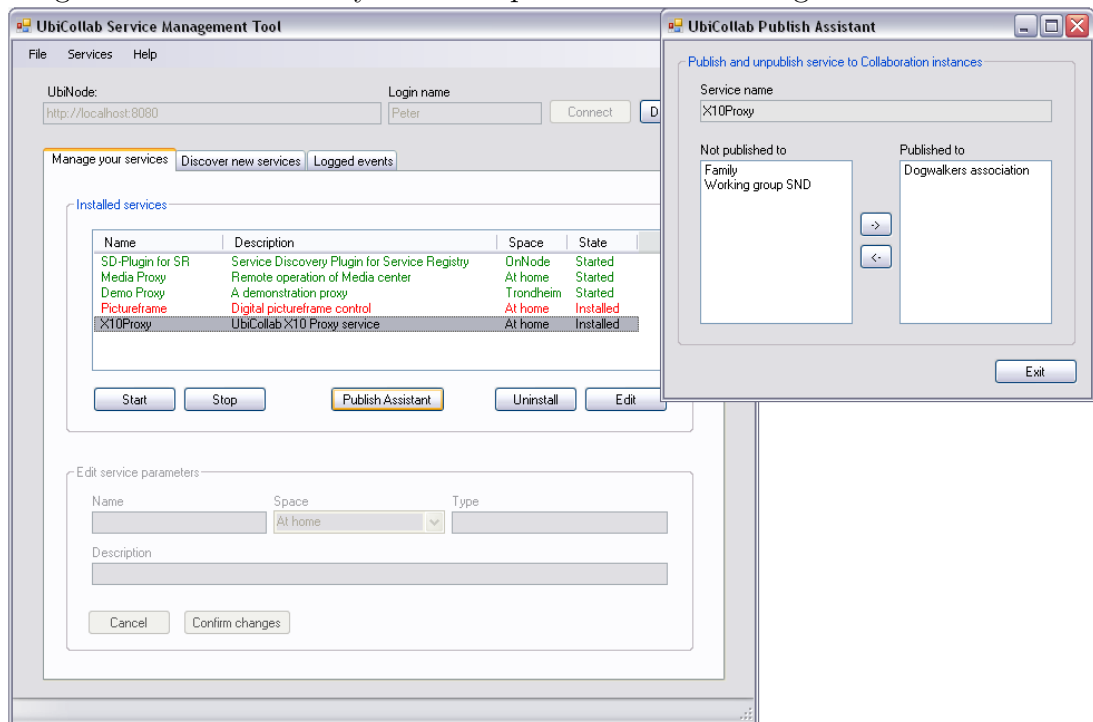 UbiCollab Service Management Tool
File Services Help
UbiNode:
Login name
http://localhost:8080
Peter
Connect
D
Manage your services
Discover new services
Logged events
Installed services
Name Description Space State
SD-Plugin for SR Service Discovery Plugin for Service Registry OnNode Started
Media Proxy Remote operation of Media center At home Started
Demo Proxy A demonstration proxy Trondheim Started
Pictureframe Digital pictureframe control At home Installed
X10Proxy UbiCollab X10 Proxy service At home Installed
Start Stop Publish Assistant Uninstall Edit
Edit service parameters
Name Space Type
At home
Description
Cancel Confirm changes
UbiCollab Publish Assistant
Publish and unpublish service to Collaboration instances
Service name
X10Proxy
Not published to
Family
Working group SND
Published to
Dogwalkers association
->
<-
Exit